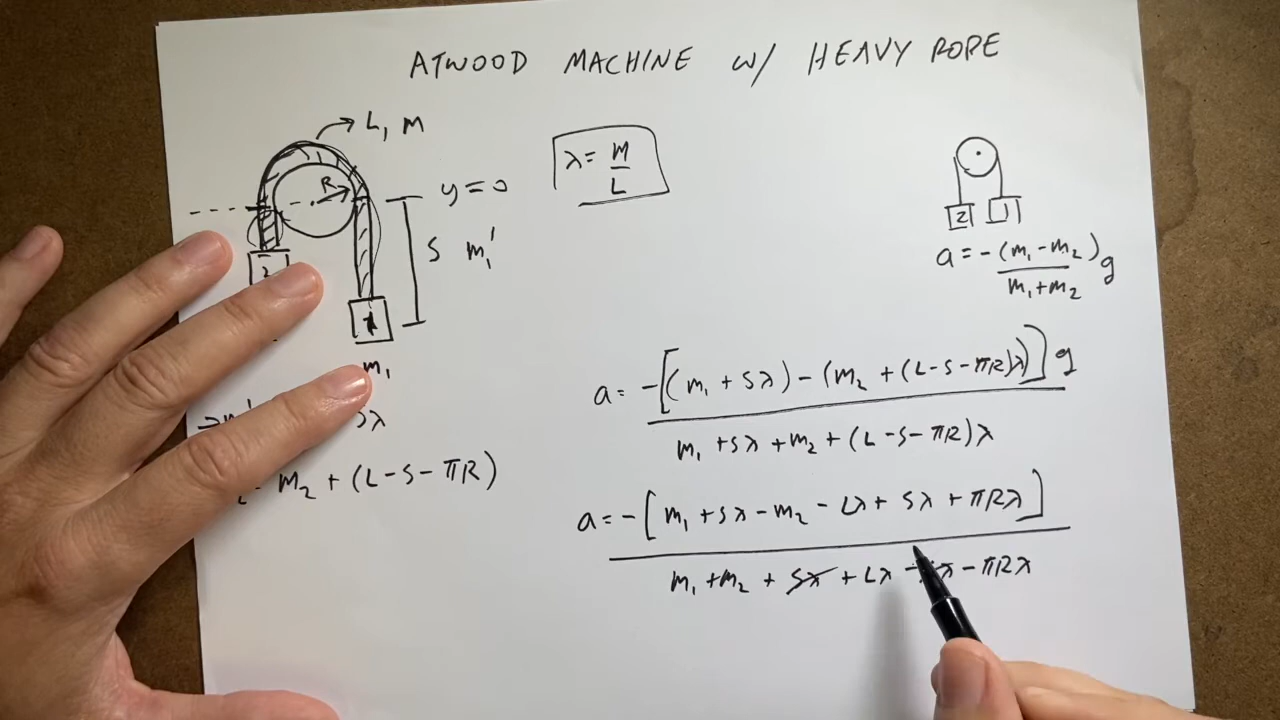 ATWOOD MACHINE W/ HEAVY ROPE
L, M
λ = M/L
R
y = 0
S m₁'
2
1
m₁
2 1
a = -(m₁ - m₂)g / m₁ + m₂
a = -[(m₁ + Sλ) - (m₂ + (L - S - πR)λ)]g / m₁ + Sλ + m₂ + (L - S - πR)λ
Sλ
m₂ + (L - S - πR)
a = -[m₁ + Sλ - m₂ - Lλ + Sλ + πRλ] / m₁ + m₂ + Sλ + Lλ - λ - πRλ